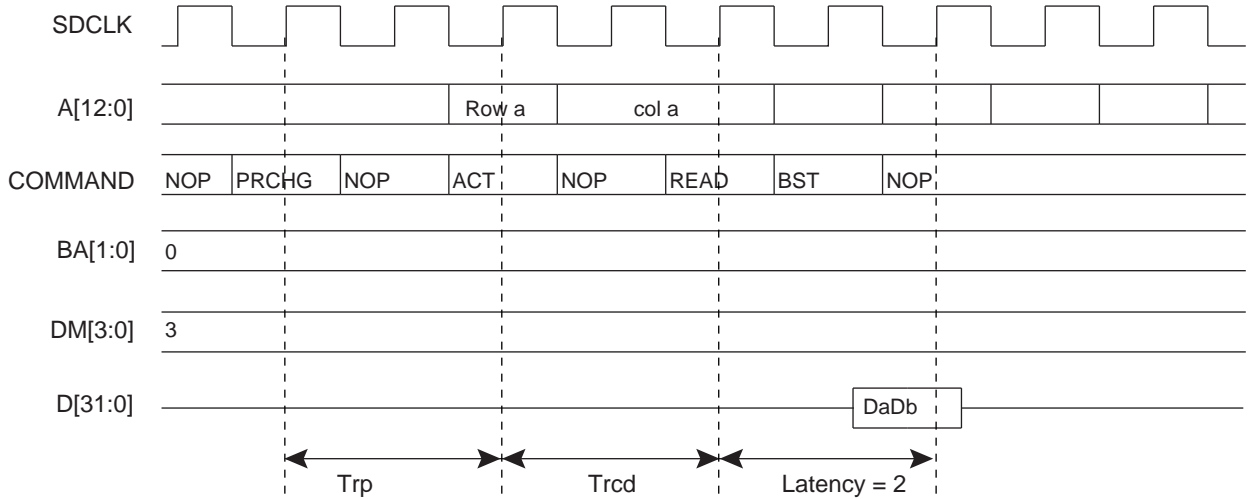 SDCLK
A[12:0] Row a col a
COMMAND NOP PRCHG NOP ACT NOP READ BST NOP
BA[1:0] 0
DM[3:0] 3
D[31:0] DaDb
Trp Trcd Latency = 2